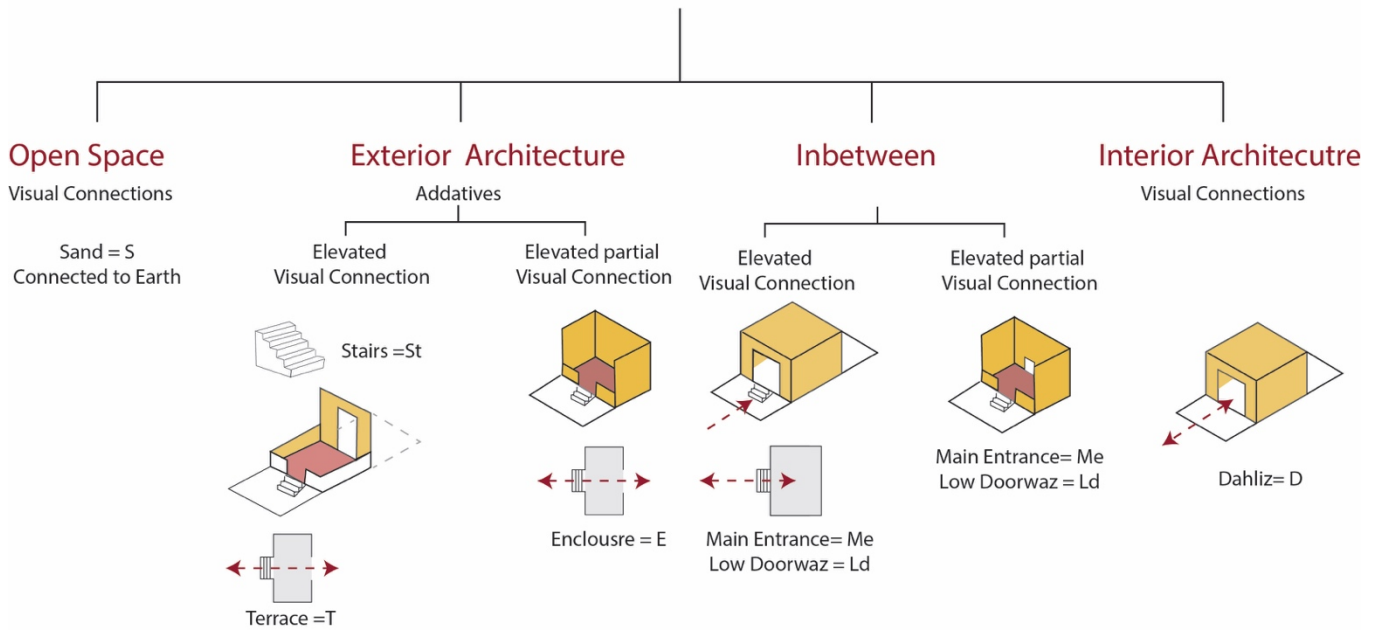 Open Space
Visual Connections
Sand = S
Connected to Earth
Exterior Architecture
Addatives
Elevated
Visual Connection
Stairs =St
Terrace =T
Elevated partial
Visual Connection
Enclousre = E
Inbetween
Elevated
Visual Connection
Main Entrance= Me
Low Doorwaz = Ld
Elevated partial
Visual Connection
Main Entrance= Me
Low Doorwaz = Ld
Interior Architecutre
Visual Connections
Dahliz= D